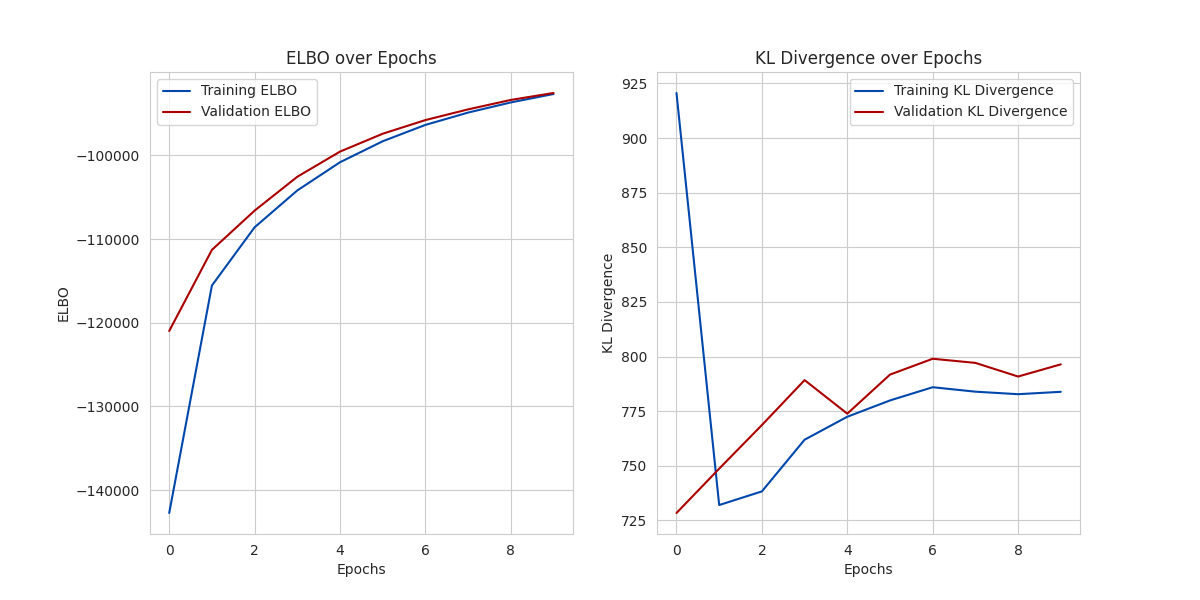 ELBO over Epochs
Training ELBO
Validation ELBO
−100000
−110000
−120000
−130000
−140000
ELBO
0 2 4 6 8
Epochs
KL Divergence over Epochs
Training KL Divergence
Validation KL Divergence
925
900
875
850
825
800
775
750
725
KL Divergence
0 2 4 6 8
Epochs